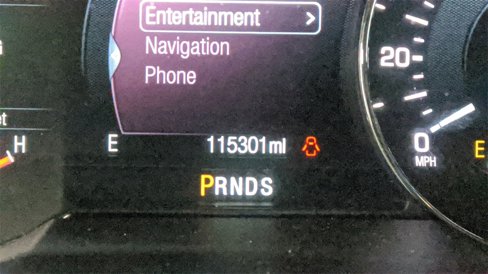 Entertainment >
Navigation
Phone
20
H
E
115301mi
0
MPH
E
PRNDS